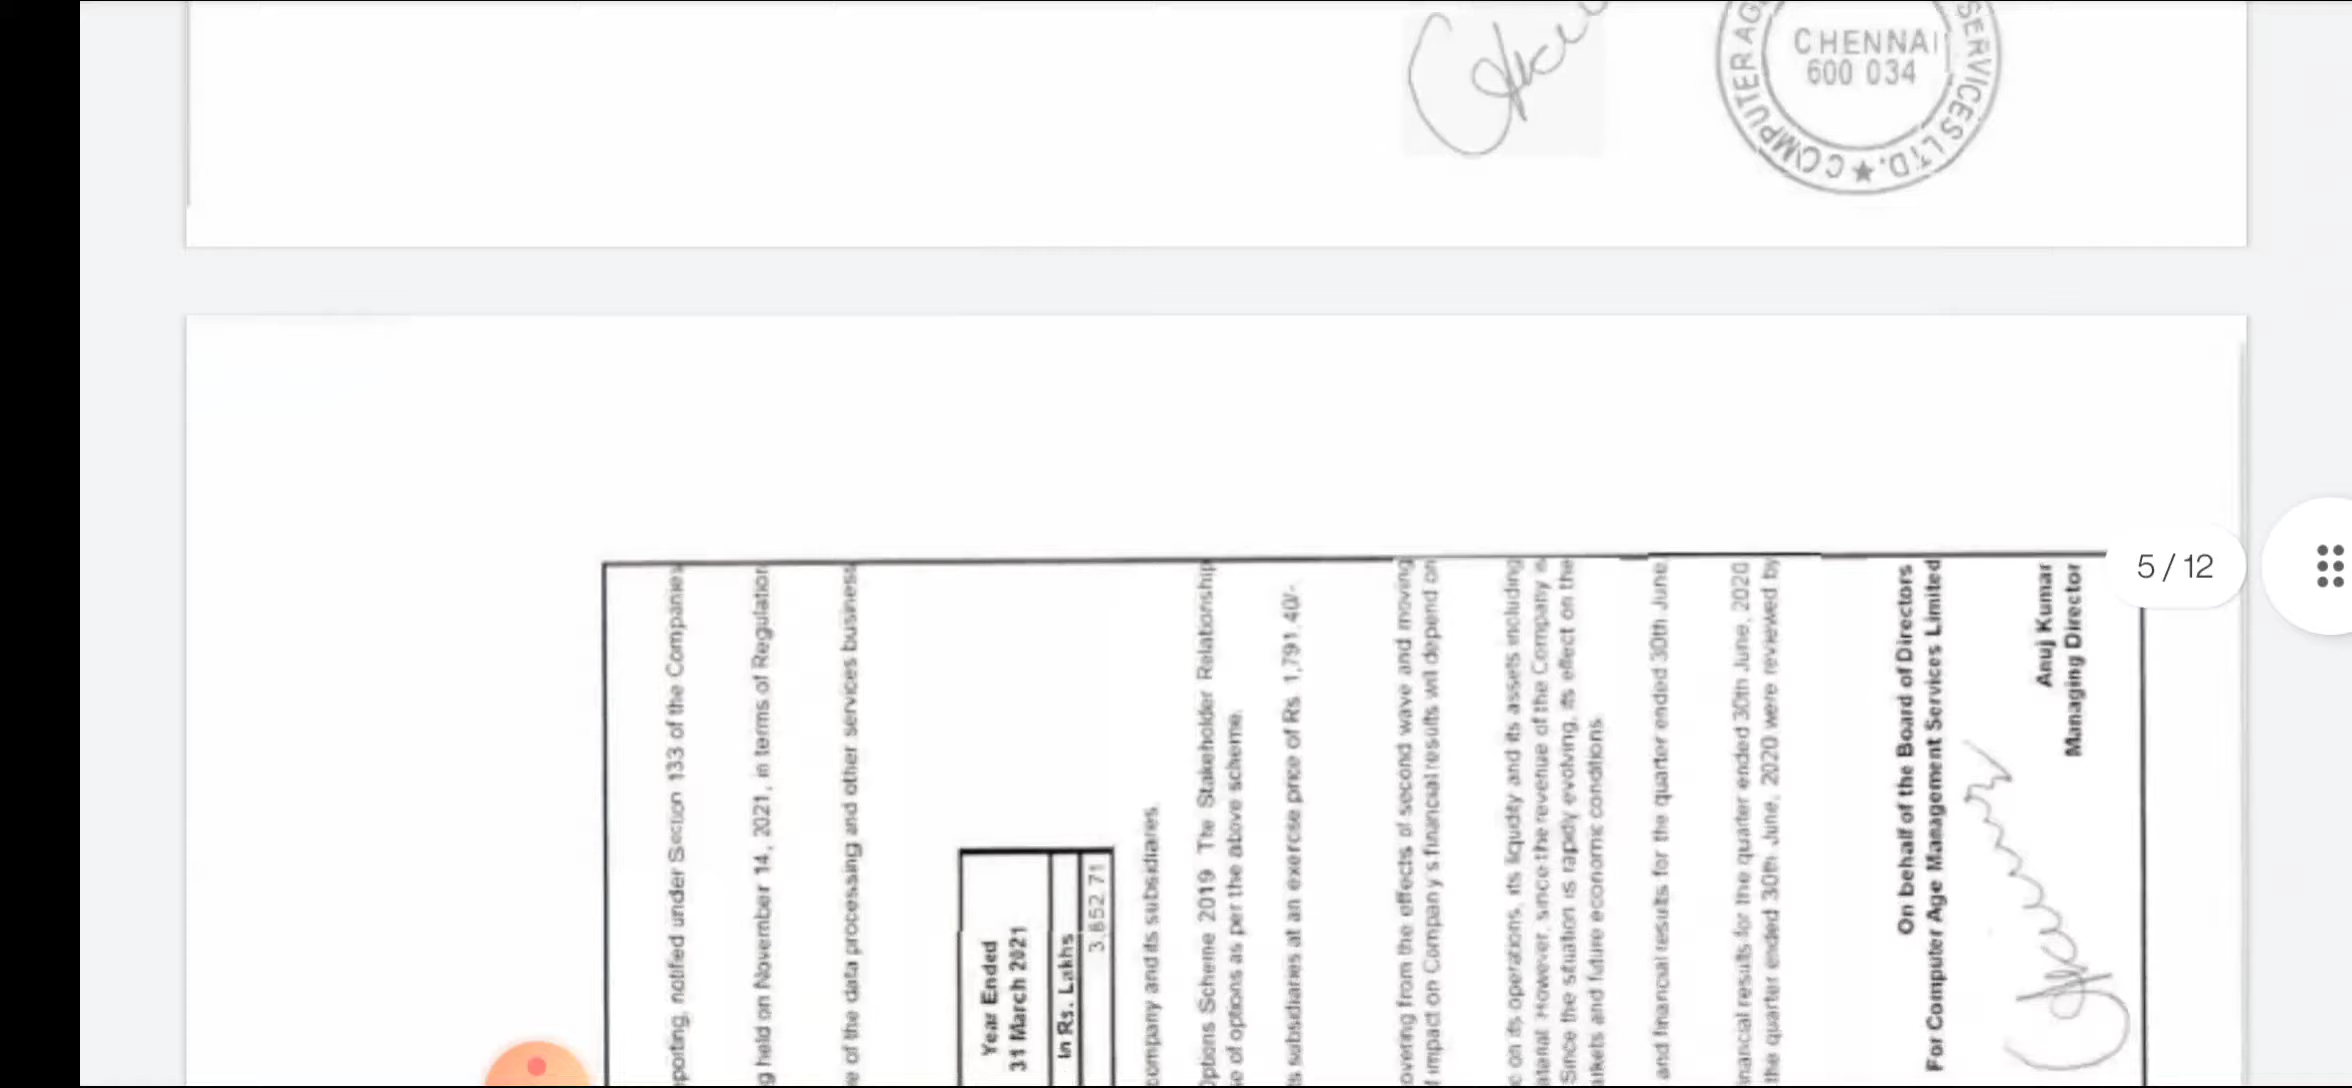 CHENNAI
600 034
COMPUTER AG
SERVICES LTD. ★
5 / 12
porting, notified under Section 133 of the Companies
g held on November 14, 2021, in terms of Regulation
e of the data processing and other services business
Year Ended
31 March 2021
In Rs. Lakhs
3,852.71
company and its subsidiaries.
Options Scheme 2019 The Stakeholder Relationship
se of options as per the above scheme.
s subsidiaries at an exercise price of Rs 1,791.40/-
overing from the effects of second wave and moving
f impact on Company's financial results will depend on
c on its operations, its liquidity and its assets including
aterial. However, since the revenue of the Company is
Since the situation is rapidly evolving, its effect on the
arkets and future economic conditions.
and financial results for the quarter ended 30th June,
inancial results for the quarter ended 30th June, 2020
the quarter ended 30th June, 2020 were reviewed by
On behalf of the Board of Directors
For Computer Age Management Services Limited
Anuj Kumar
Managing Director